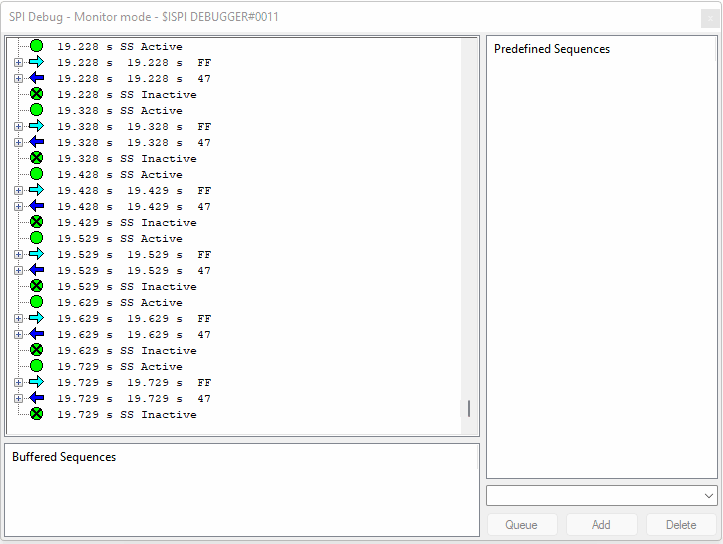 SPI Debug - Monitor mode - $ISPI DEBUGGER#0011
19.228 s SS Active
19.228 s 19.228 s FF
19.228 s 19.228 s 47
19.228 s SS Inactive
19.328 s SS Active
19.328 s 19.328 s FF
19.328 s 19.328 s 47
19.328 s SS Inactive
19.428 s SS Active
19.428 s 19.429 s FF
19.428 s 19.429 s 47
19.429 s SS Inactive
19.529 s SS Active
19.529 s 19.529 s FF
19.529 s 19.529 s 47
19.529 s SS Inactive
19.629 s SS Active
19.629 s 19.629 s FF
19.629 s 19.629 s 47
19.629 s SS Inactive
19.729 s SS Active
19.729 s 19.729 s FF
19.729 s 19.729 s 47
19.729 s SS Inactive
Buffered Sequences
Predefined Sequences
Queue Add Delete